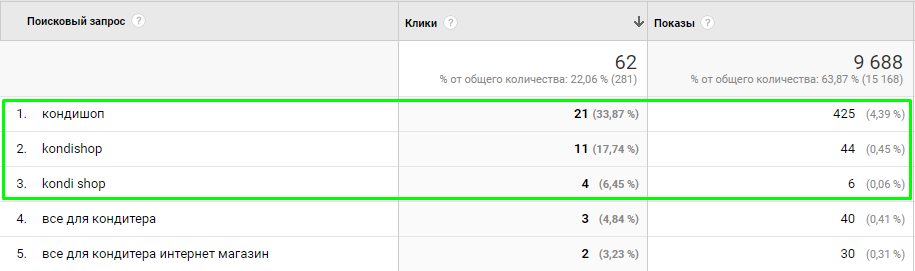 Поисковый запрос ? Клики ? Показы ?
62 9 688
% от общего количества: 22,06 % (281) % от общего количества: 63,87 % (15 168)
1. кондишоп 21 (33,87 %) 425 (4,39 %)
2. kondishop 11 (17,74 %) 44 (0,45 %)
3. kondi shop 4 (6,45 %) 6 (0,06 %)
4. все для кондитера 3 (4,84 %) 40 (0,41 %)
5. все для кондитера интернет магазин 2 (3,23 %) 30 (0,31 %)